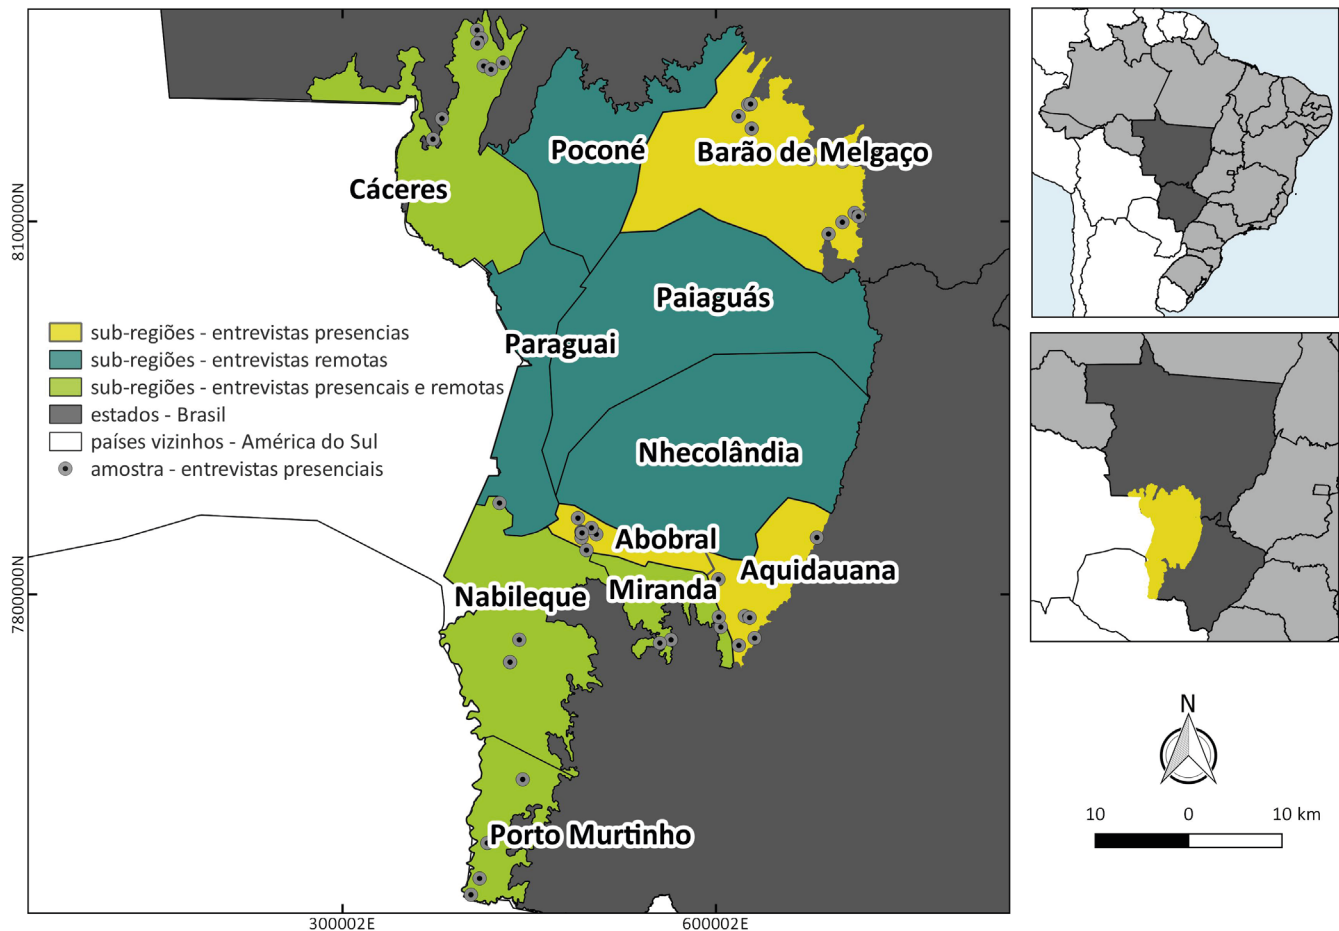 Poconé
Barão de Melgaço
Cáceres
8100000N
Paiaguás
Paraguai
sub-regiões - entrevistas presencias
sub-regiões - entrevistas remotas
sub-regiões - entrevistas presencais e remotas
estados - Brasil
países vizinhos - América do Sul
amostra - entrevistas presenciais
Nhecolândia
Abobral
Aquidauana
Miranda
Nabileque
7800000N
Porto Murtinho
300002E
600002E
N
10 0 10 km